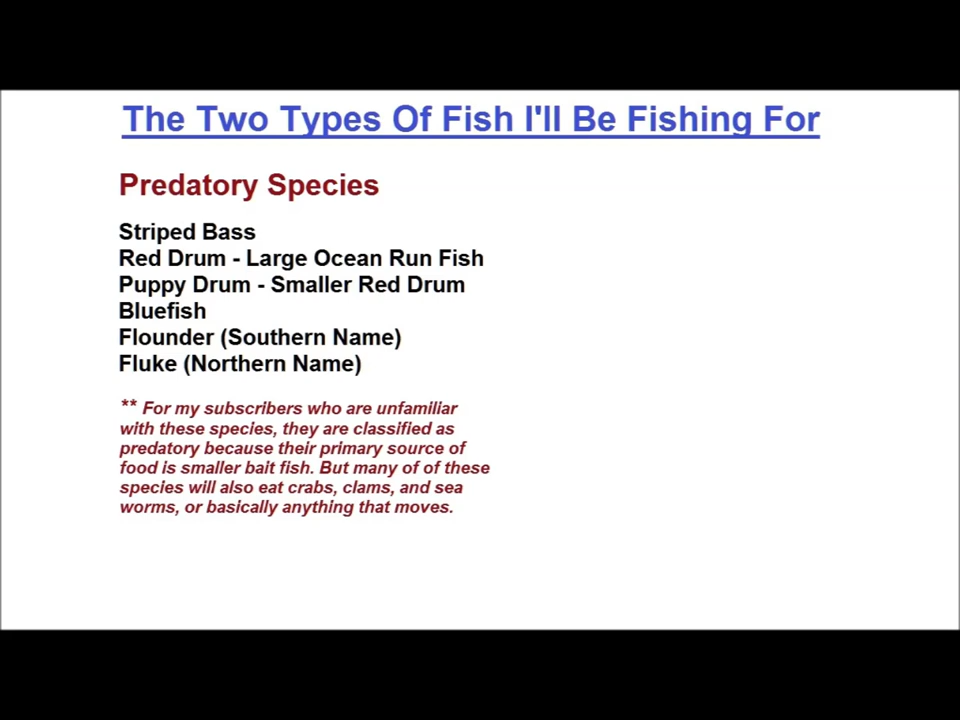 The Two Types Of Fish I'll Be Fishing For
Predatory Species
Striped Bass
Red Drum - Large Ocean Run Fish
Puppy Drum - Smaller Red Drum
Bluefish
Flounder (Southern Name)
Fluke (Northern Name)
** For my subscribers who are unfamiliar
with these species, they are classified as
predatory because their primary source of
food is smaller bait fish. But many of of these
species will also eat crabs, clams, and sea
worms, or basically anything that moves.